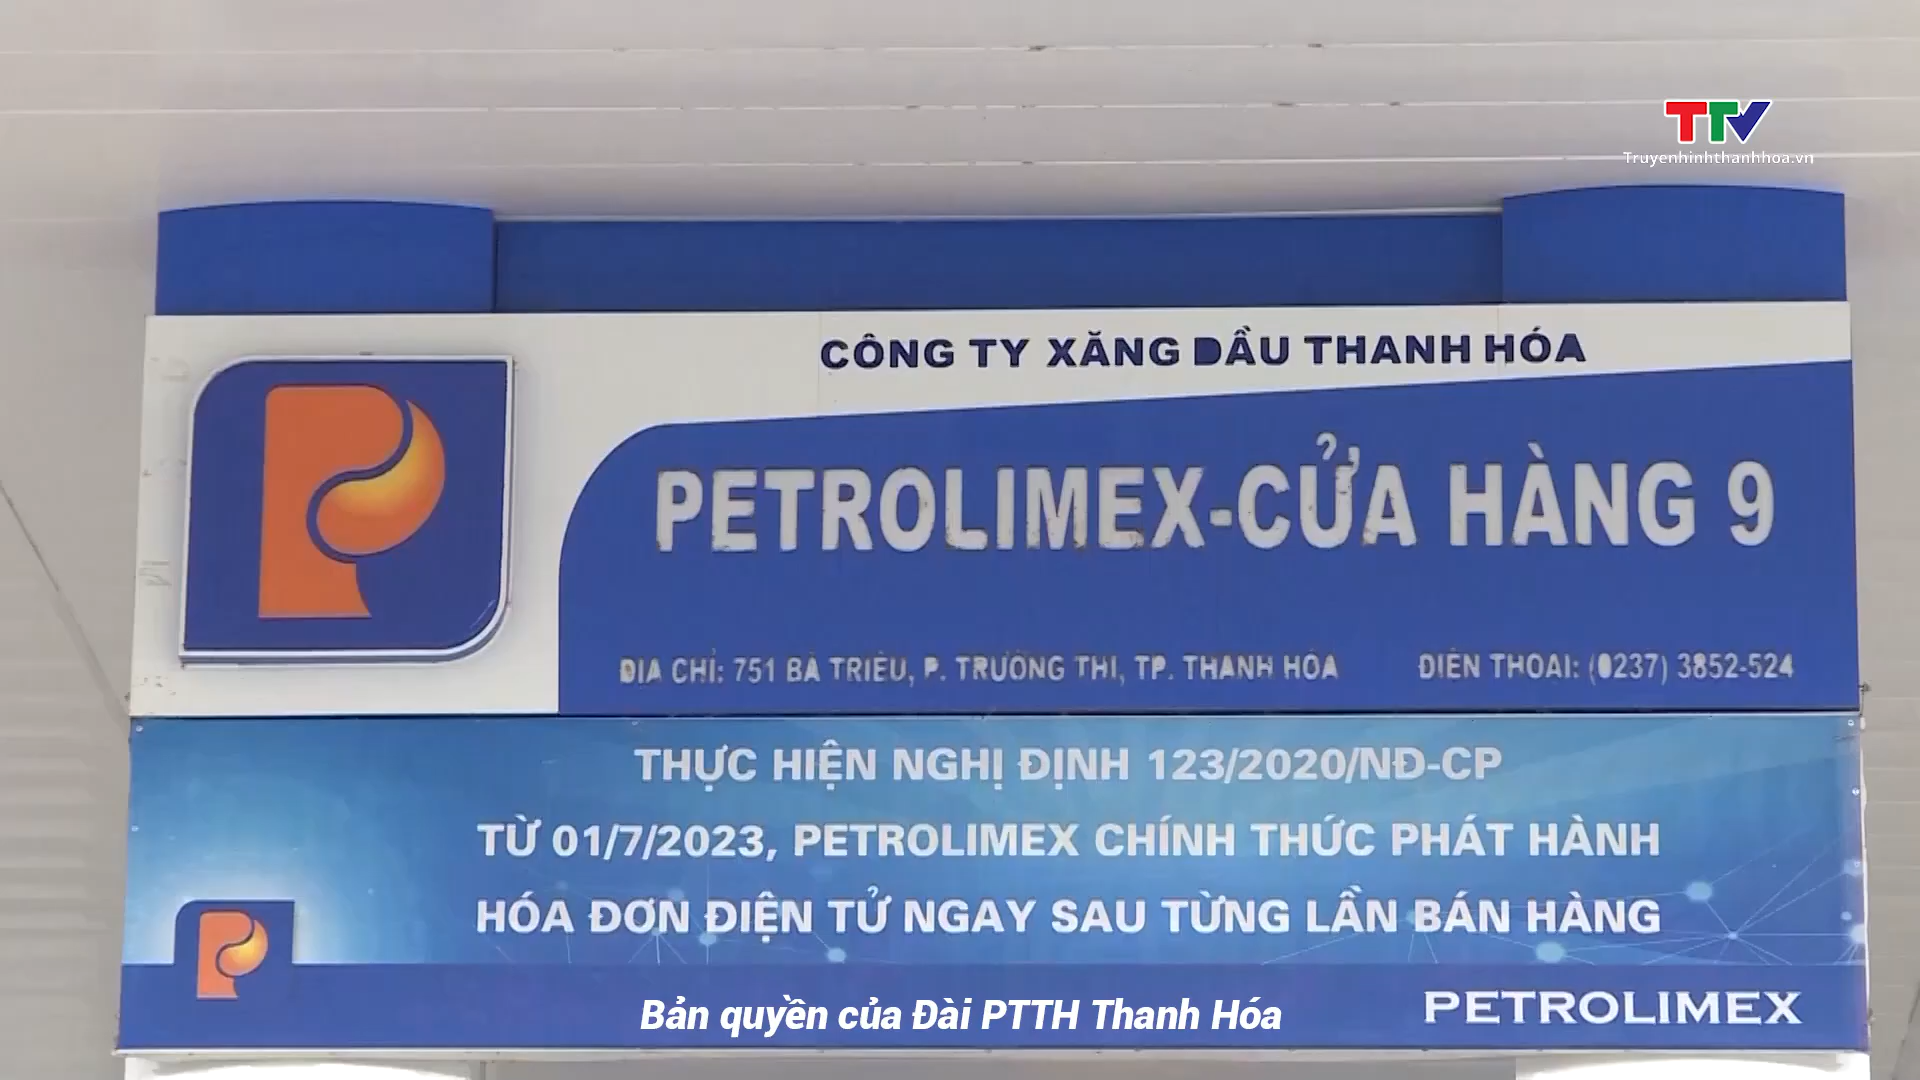 TTV
Truyenhinhthanhhoa.vn
CÔNG TY XĂNG DẦU THANH HÓA
PETROLIMEX-CỬA HÀNG 9
ĐỊA CHỈ: 751 BÀ TRIỆU, P. TRƯỜNG THI, TP. THANH HÓA
ĐIỆN THOẠI: (0237) 3852-524
THỰC HIỆN NGHỊ ĐỊNH 123/2020/NĐ-CP
TỪ 01/7/2023, PETROLIMEX CHÍNH THỨC PHÁT HÀNH
HÓA ĐƠN ĐIỆN TỬ NGAY SAU TỪNG LẦN BÁN HÀNG
Bản quyền của Đài PTTH Thanh Hóa
PETROLIMEX